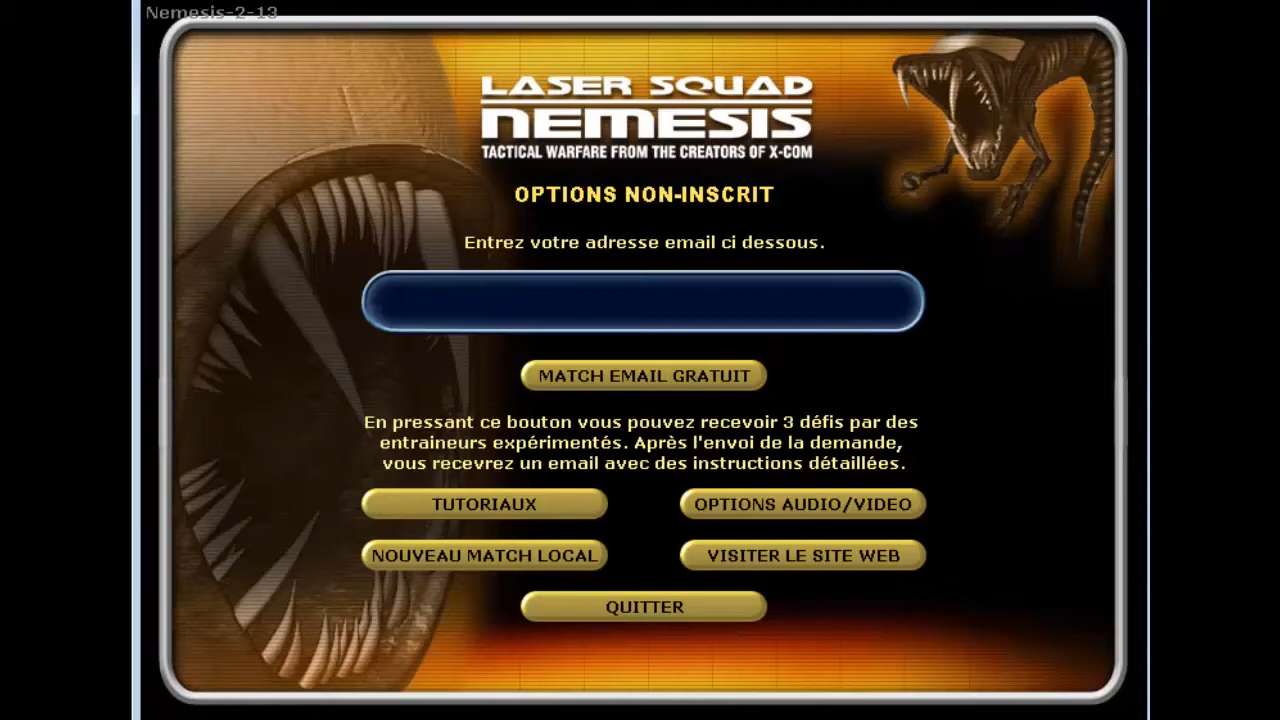 Nemesis-2-13
LASER SQUAD
NEMESIS
TACTICAL WARFARE FROM THE CREATORS OF X-COM
OPTIONS NON-INSCRIT
Entrez votre adresse email ci dessous.
MATCH EMAIL GRATUIT
En pressant ce bouton vous pouvez recevoir 3 défis par des
entraineurs expérimentés. Après l'envoi de la demande,
vous recevrez un email avec des instructions détaillées.
TUTORIAUX
OPTIONS AUDIO/VIDEO
NOUVEAU MATCH LOCAL
VISITER LE SITE WEB
QUITTER